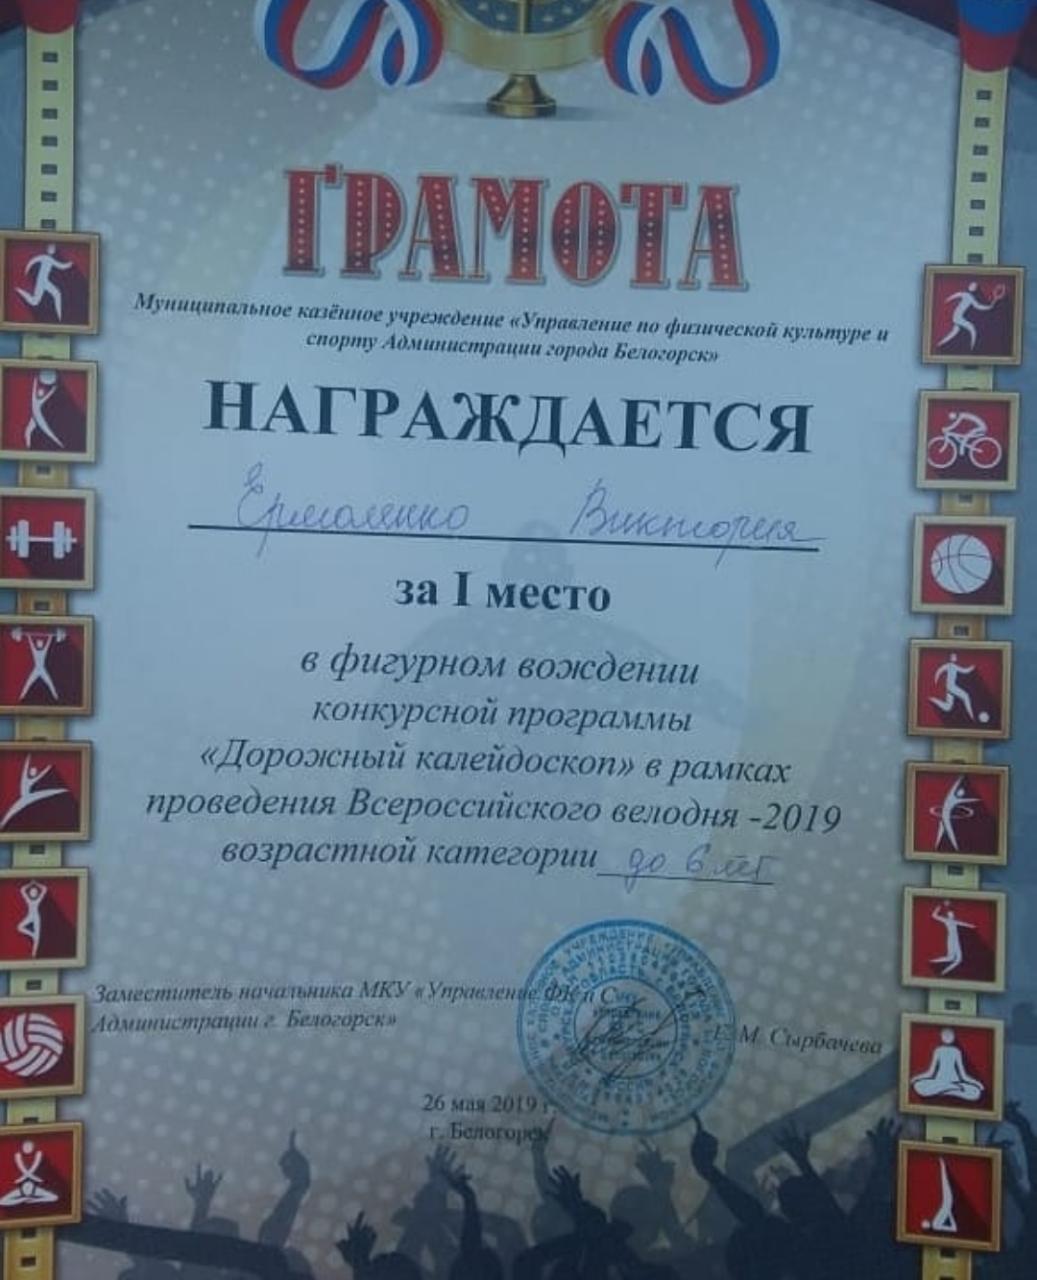 ГРАМОТА
Муниципальное казённое учреждение «Управление по физической культуре и
спорту Администрации города Белогорск»
НАГРАЖДАЕТСЯ
Ермоленко Виктория
за I место
в фигурном вождении
конкурсной программы
«Дорожный калейдоскоп» в рамках
проведения Всероссийского велодня -2019
возрастной категории до 6 лет
Заместитель начальника МКУ «Управление ФК и С
Администрации г. Белогорск»
М. Сырбачева
26 мая 2019 г.
г. Белогорск